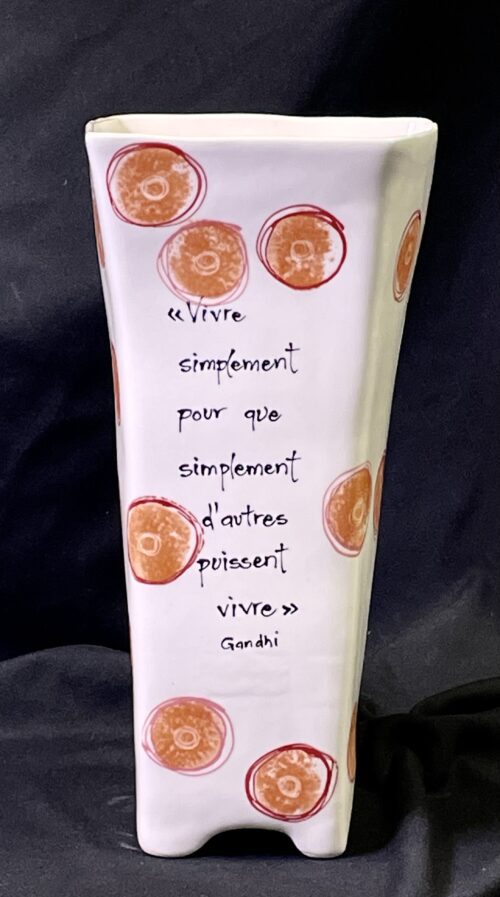 «Vivre
simplement
pour que
simplement
d'autres
puissent
vivre»
Gandhi